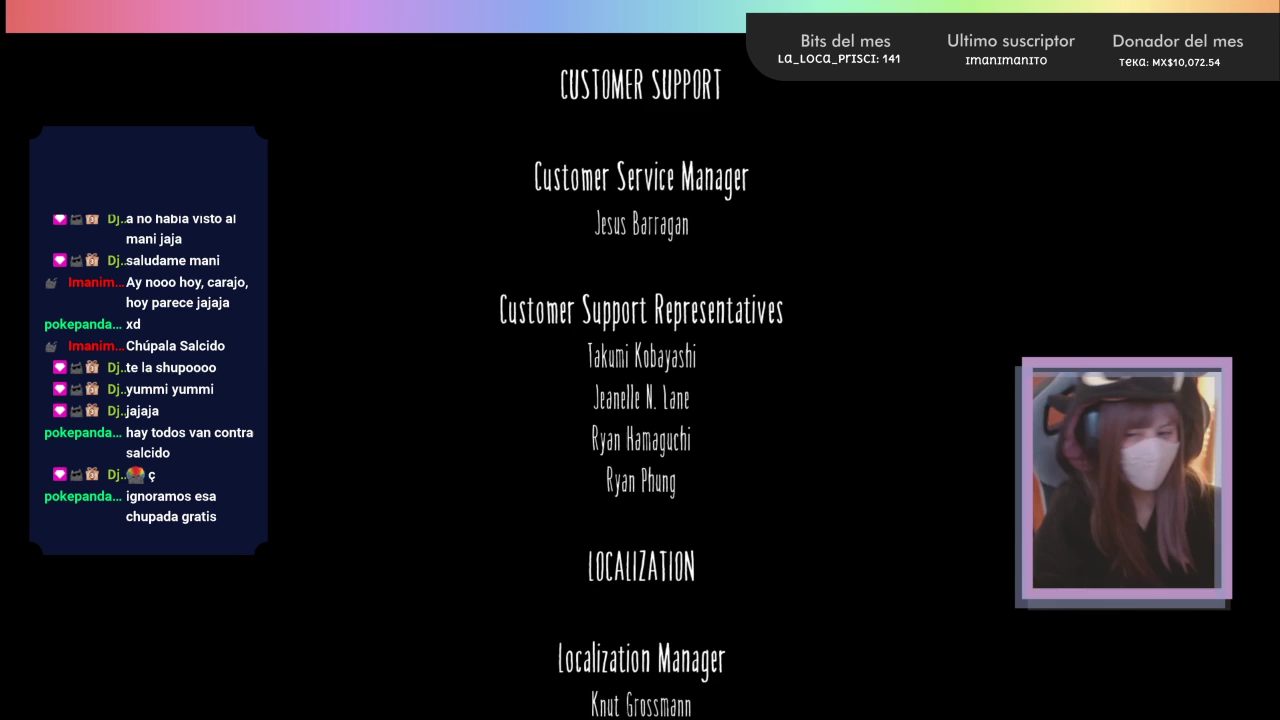 Bits del mes
La_Loca_Prisci: 141
Ultimo suscriptor
Imanimanito
Donador del mes
Teka: MX$10,072.54
CUSTOMER SUPPORT
Customer Service Manager
Jesus Barragan
Customer Support Representatives
Takumi Kobayashi
Jeanelle N. Lane
Ryan Hamaguchi
Ryan Phung
LOCALIZATION
Localization Manager
Knut Grossmann
Dj..a no había visto al
mani jaja
Dj..saludame mani
Imanim...Ay nooo hoy, carajo,
hoy parece jajaja
pokepanda... xd
Imanim...Chúpala Salcido
Dj..te la shupoooo
Dj..yummi yummi
Dj..jajaja
pokepanda... hay todos van contra
salcido
Dj.. ç
pokepanda... ignoramos esa
chupada gratis